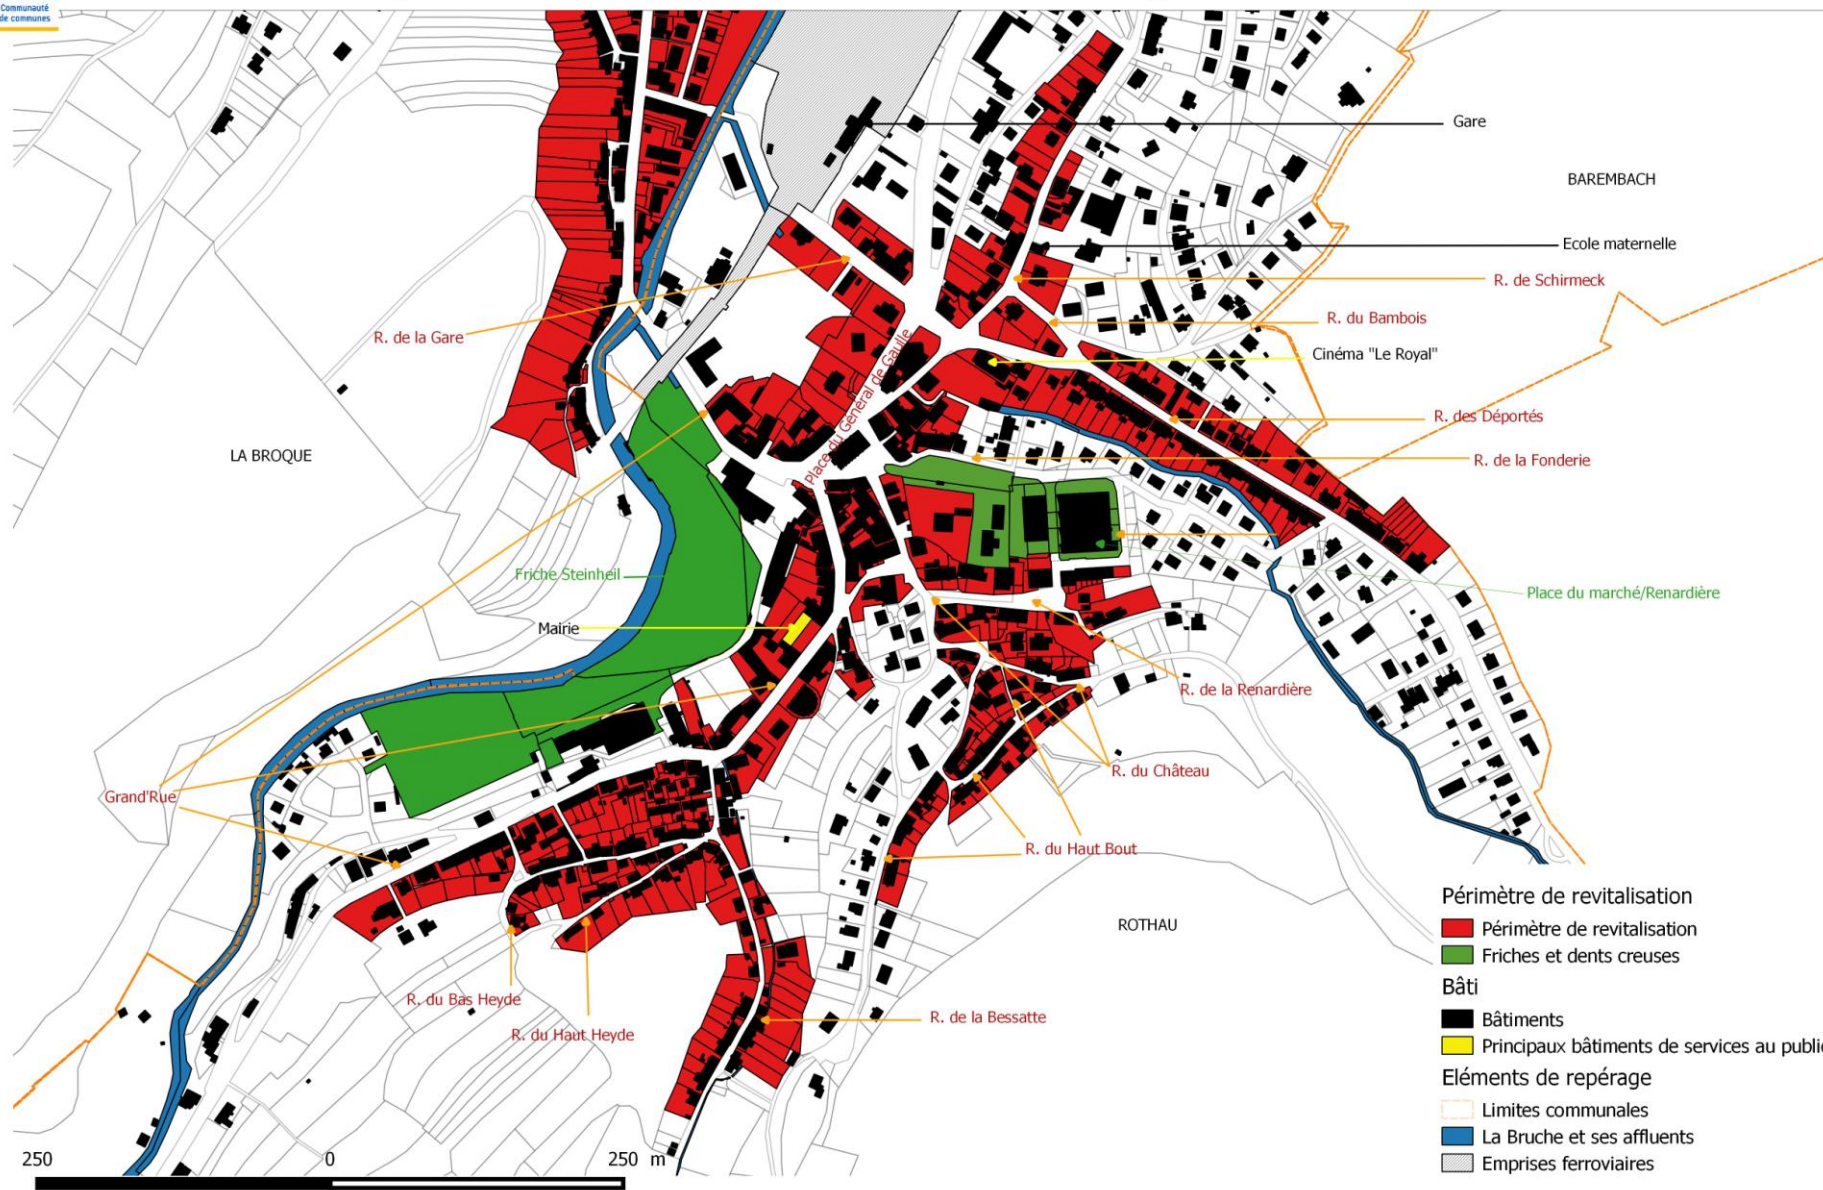 Communauté
de communes
Gare
BAREMBACH
Ecole maternelle
R. de Schirmeck
R. du Bambois
R. de la Gare
Cinéma "Le Royal"
Place du Général de Gaulle
R. des Déportés
LA BROQUE
R. de la Fonderie
Friche Steinheil
Place du marché/Renardière
Mairie
R. de la Renardière
R. du Château
Grand'Rue
R. du Haut Bout
ROTHAU
R. du Bas Heyde
R. du Haut Heyde
R. de la Bessatte
Périmètre de revitalisation
Périmètre de revitalisation
Friches et dents creuses
Bâti
Bâtiments
Principaux bâtiments de services au public
Eléments de repérage
Limites communales
La Bruche et ses affluents
Emprises ferroviaires
250 0 250 m